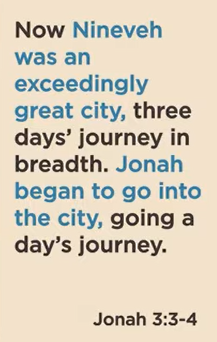 Now Nineveh
was an
exceedingly
great city, three
days’ journey in
breadth. Jonah
began to go into
the city, going a
day’s journey.
Jonah 3:3-4